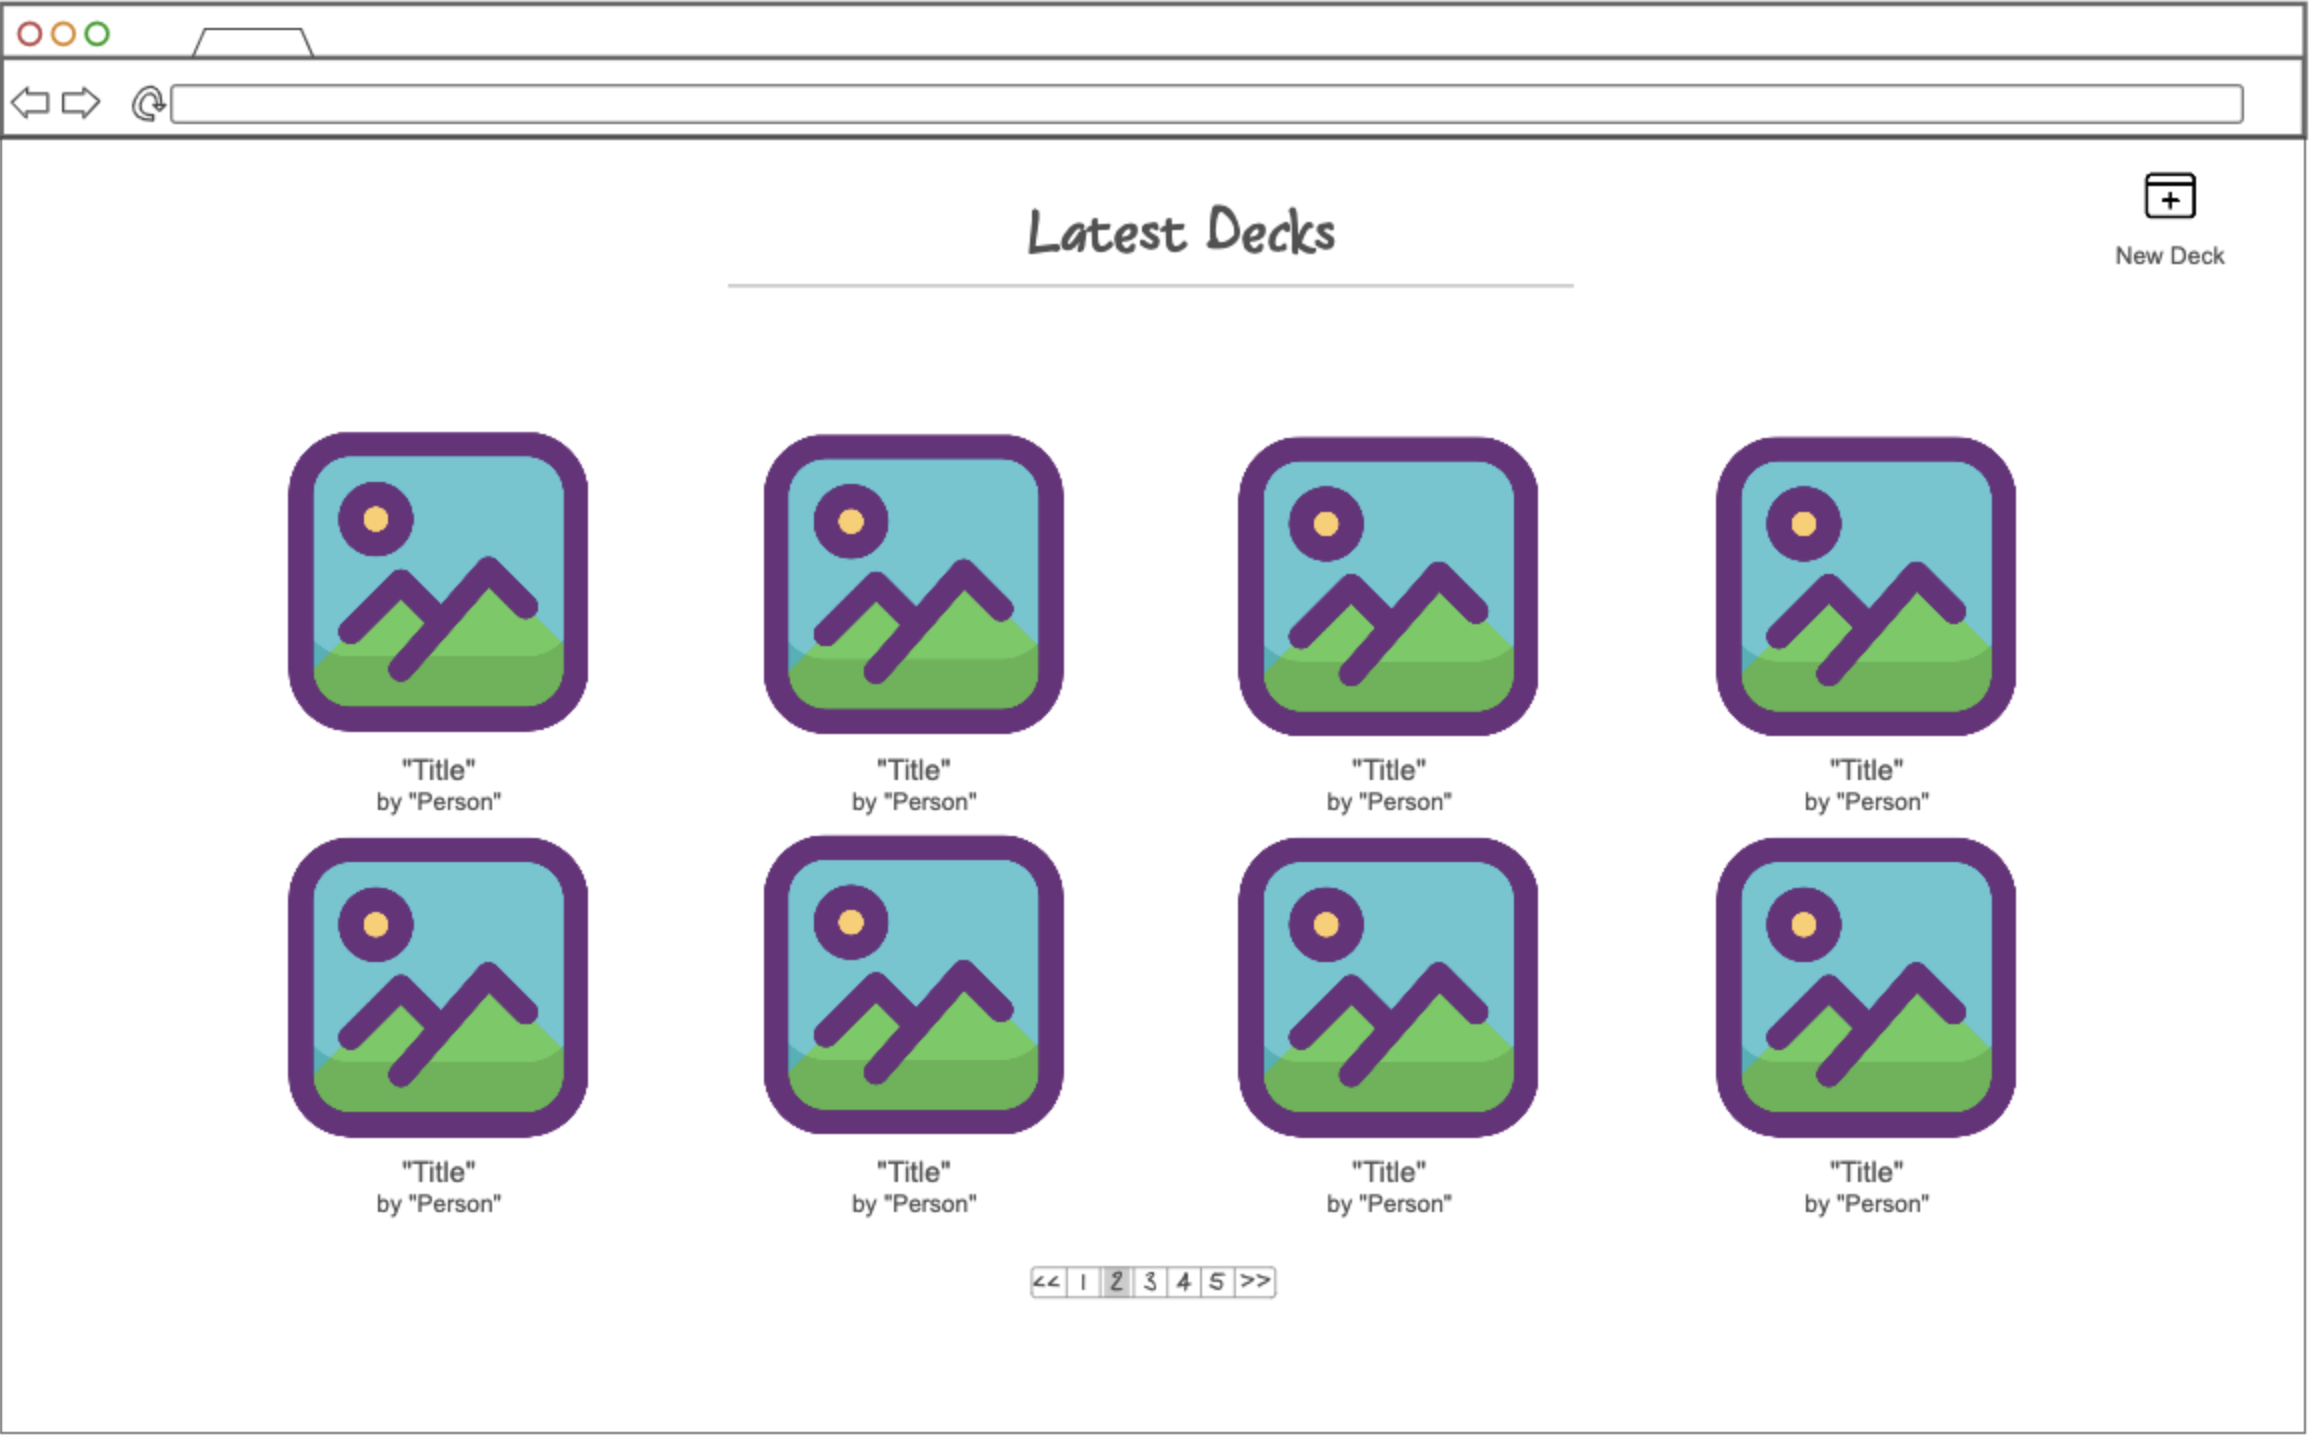 Latest Decks
New Deck
"Title" "Title" "Title" "Title"
by "Person" by "Person" by "Person" by "Person"
"Title" "Title" "Title" "Title"
by "Person" by "Person" by "Person" by "Person"
<< 1 2 3 4 5 >>